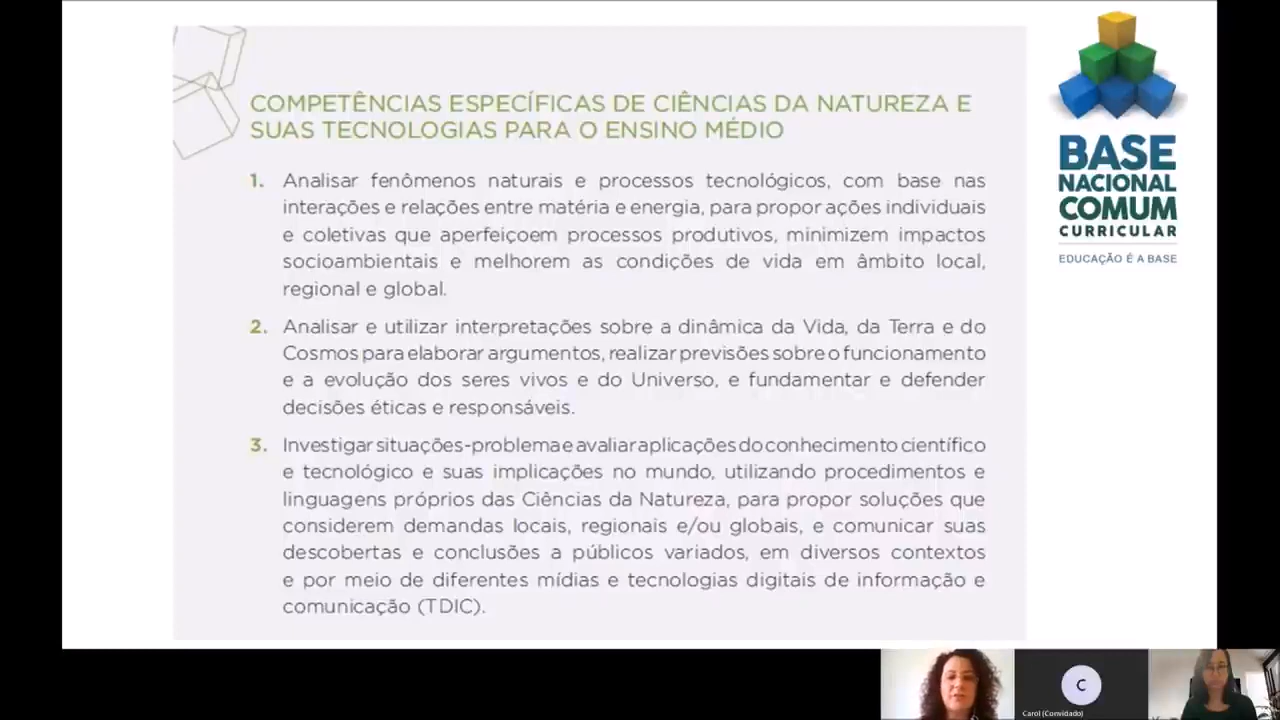 COMPETÊNCIAS ESPECÍFICAS DE CIÊNCIAS DA NATUREZA E
SUAS TECNOLOGIAS PARA O ENSINO MÉDIO
1. Analisar fenômenos naturais e processos tecnológicos, com base nas
interações e relações entre matéria e energia, para propor ações individuais
e coletivas que aperfeiçoem processos produtivos, minimizem impactos
socioambientais e melhorem as condições de vida em âmbito local,
regional e global.
2. Analisar e utilizar interpretações sobre a dinâmica da Vida, da Terra e do
Cosmos para elaborar argumentos, realizar previsões sobre o funcionamento
e a evolução dos seres vivos e do Universo, e fundamentar e defender
decisões éticas e responsáveis.
3. Investigar situações-problema e avaliar aplicações do conhecimento científico
e tecnológico e suas implicações no mundo, utilizando procedimentos e
linguagens próprios das Ciências da Natureza, para propor soluções que
considerem demandas locais, regionais e/ou globais, e comunicar suas
descobertas e conclusões a públicos variados, em diversos contextos
e por meio de diferentes mídias e tecnologias digitais de informação e
comunicação (TDIC).
BASE
NACIONAL
COMUM
CURRICULAR
EDUCAÇÃO É A BASE
C
Carol (Convidado)